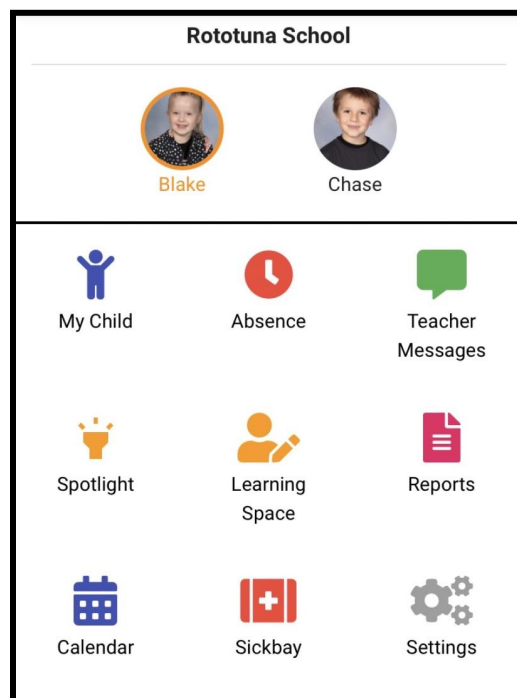 Rototuna School
Blake
Chase
My Child
Absence
Teacher
Messages
Spotlight
Learning
Space
Reports
Calendar
Sickbay
Settings